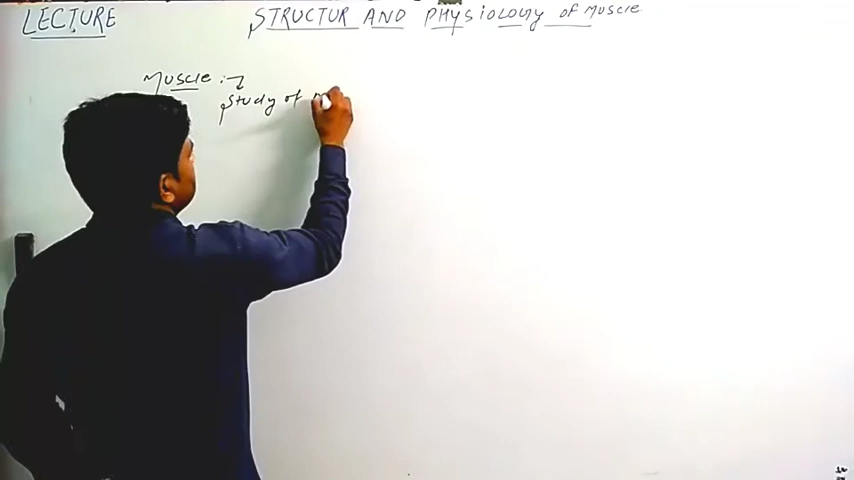 LECTURE
STRUCTUR AND PHYSIOLOGY of Muscle
Muscle :-
Study of